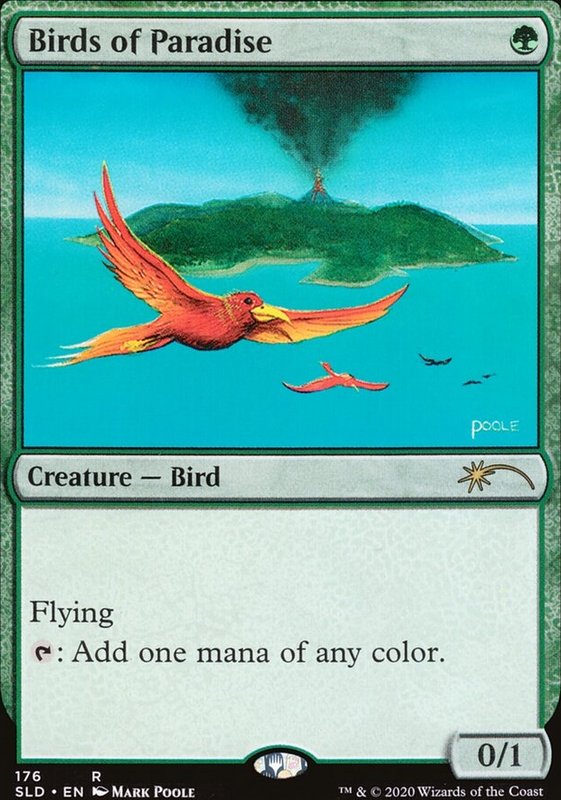 Birds of Paradise
POOLE
Creature — Bird
Flying
: Add one mana of any color.
0/1
176 R
SLD • EN MARK POOLE
™ & © 2020 Wizards of the Coast